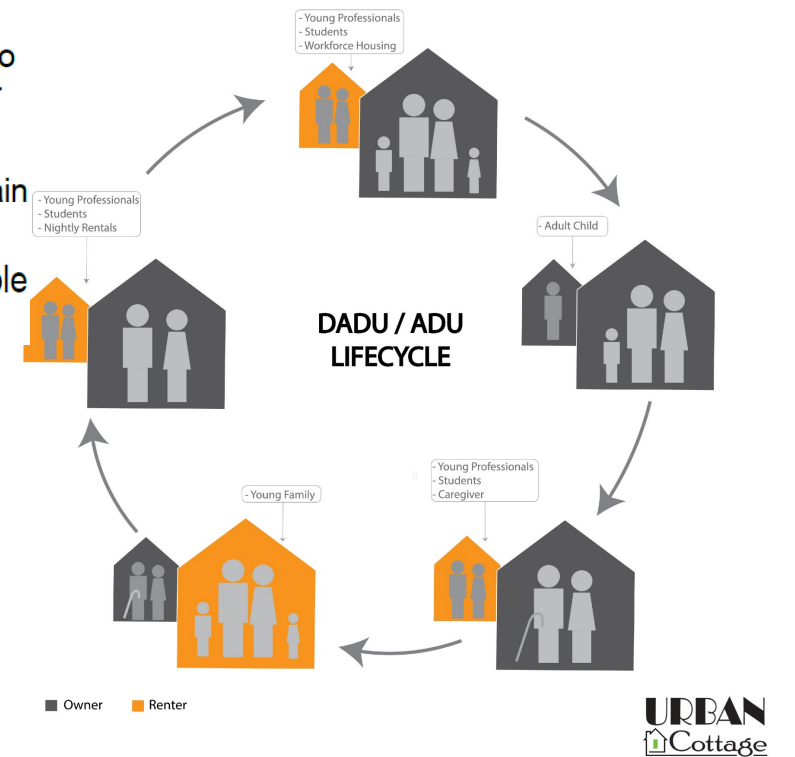 - Young Professionals
- Students
- Workforce Housing
- Young Professionals
- Students
- Nightly Rentals
- Adult Child
DADU / ADU
LIFECYCLE
- Young Professionals
- Students
- Caregiver
- Young Family
Owner
Renter
URBAN
Cottage